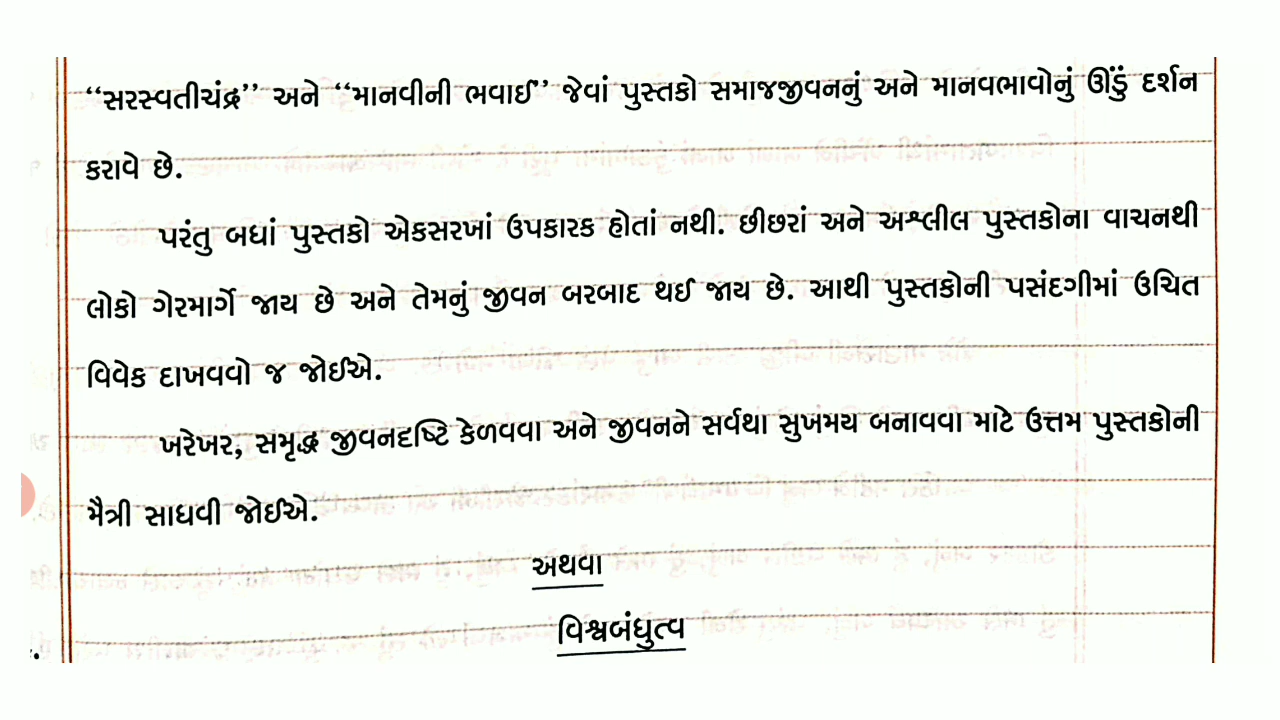 “સરસ્વતીચંદ્ર” અને “માનવીની ભવાઈ” જેવાં પુસ્તકો સમાજજીવનનું અને માનવભાવોનું ઊંડું દર્શન
કરાવે છે.
પરંતુ બધાં પુસ્તકો એકસરખાં ઉપકારક હોતાં નથી. છીછરાં અને અશ્લીલ પુસ્તકોના વાચનથી
લોકો ગેરમાર્ગે જાય છે અને તેમનું જીવન બરબાદ થઈ જાય છે. આથી પુસ્તકોની પસંદગીમાં ઉચિત
વિવેક દાખવવો જ જોઈએ.
ખરેખર, સમૃદ્ધ જીવનદૃષ્ટિ કેળવવા અને જીવનને સર્વથા સુખમય બનાવવા માટે ઉત્તમ પુસ્તકોની
મૈત્રી સાધવી જોઈએ.
અથવા
વિશ્વબંધુત્વ